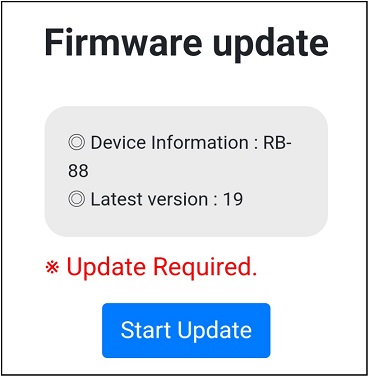 Firmware update
◎ Device Information : RB-
88
◎ Latest version : 19
※ Update Required.
Start Update